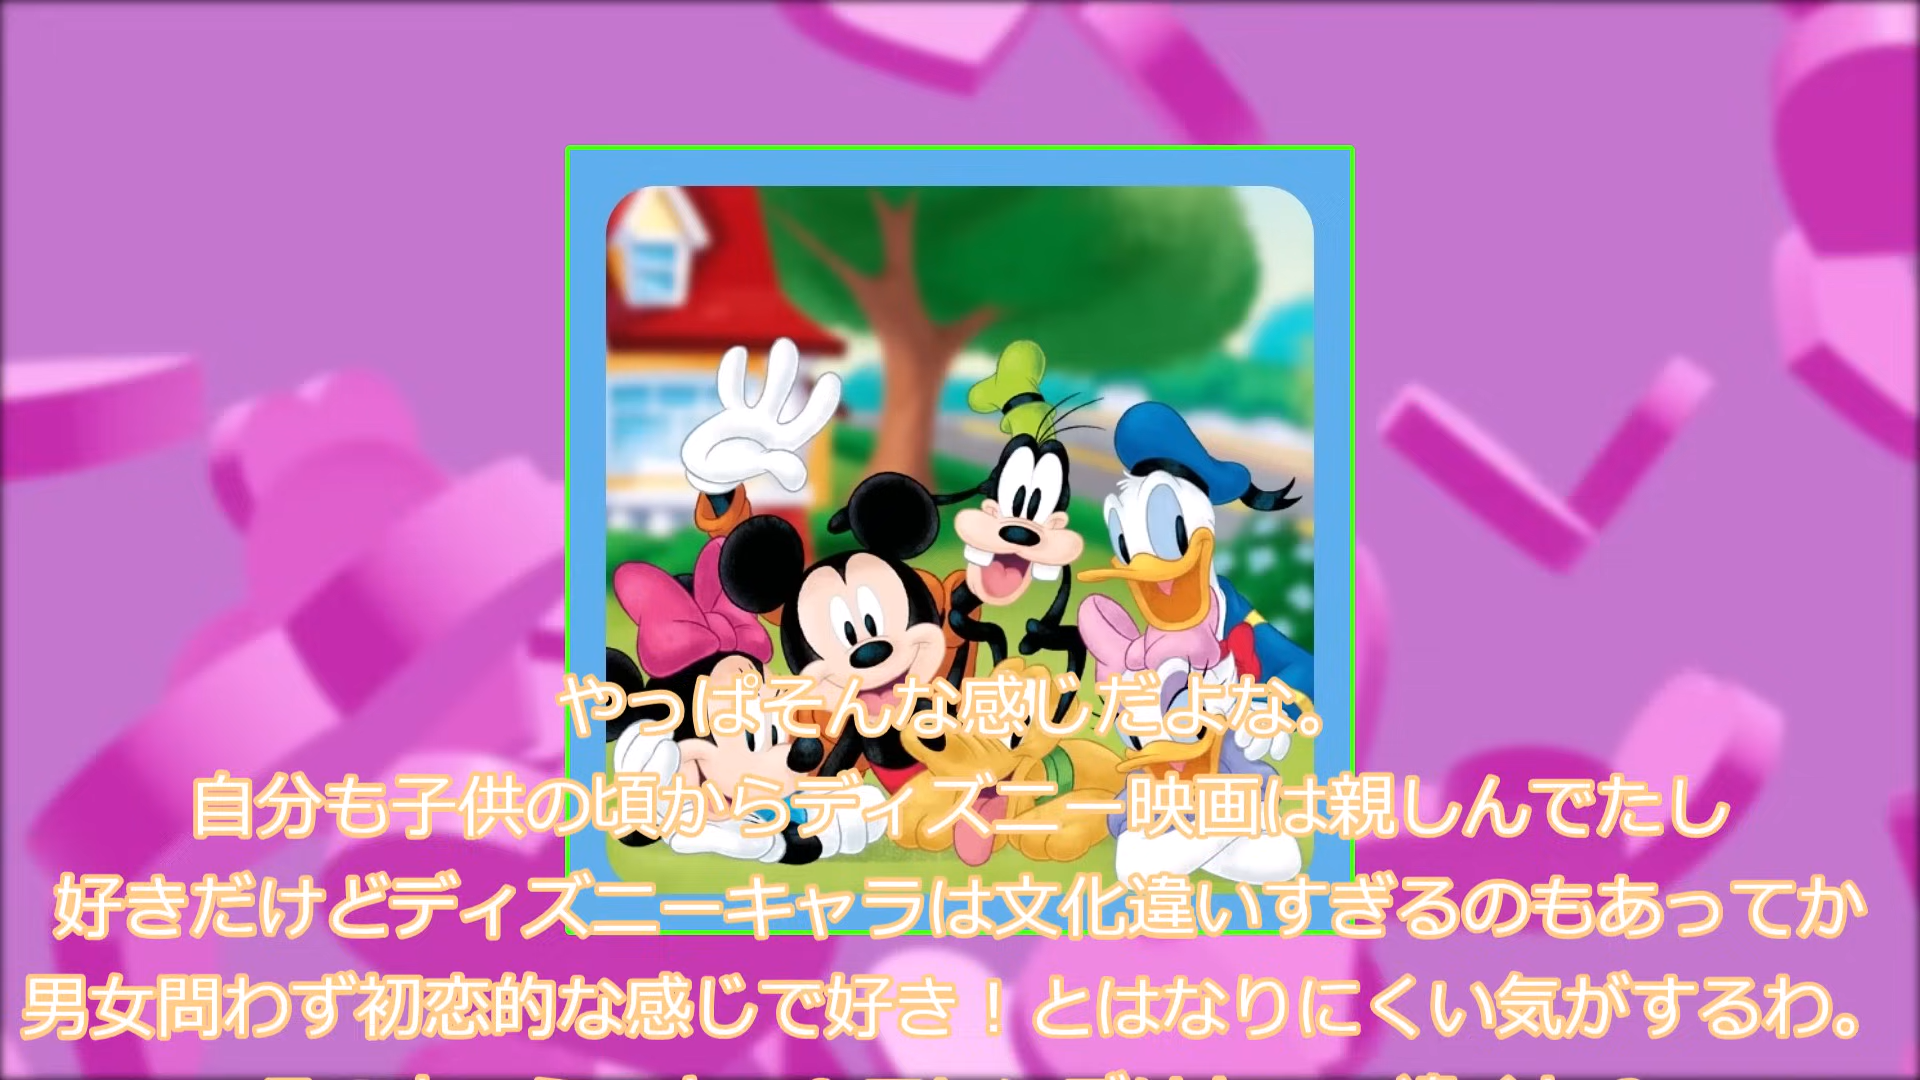 やっぱそんな感じだよな。
自分も子供の頃からディズニー映画は親しんでたし
好きだけどディズニーキャラは文化違いすぎるのもあってか
男女問わず初恋的な感じで好き！とはなりにくい気がするわ。